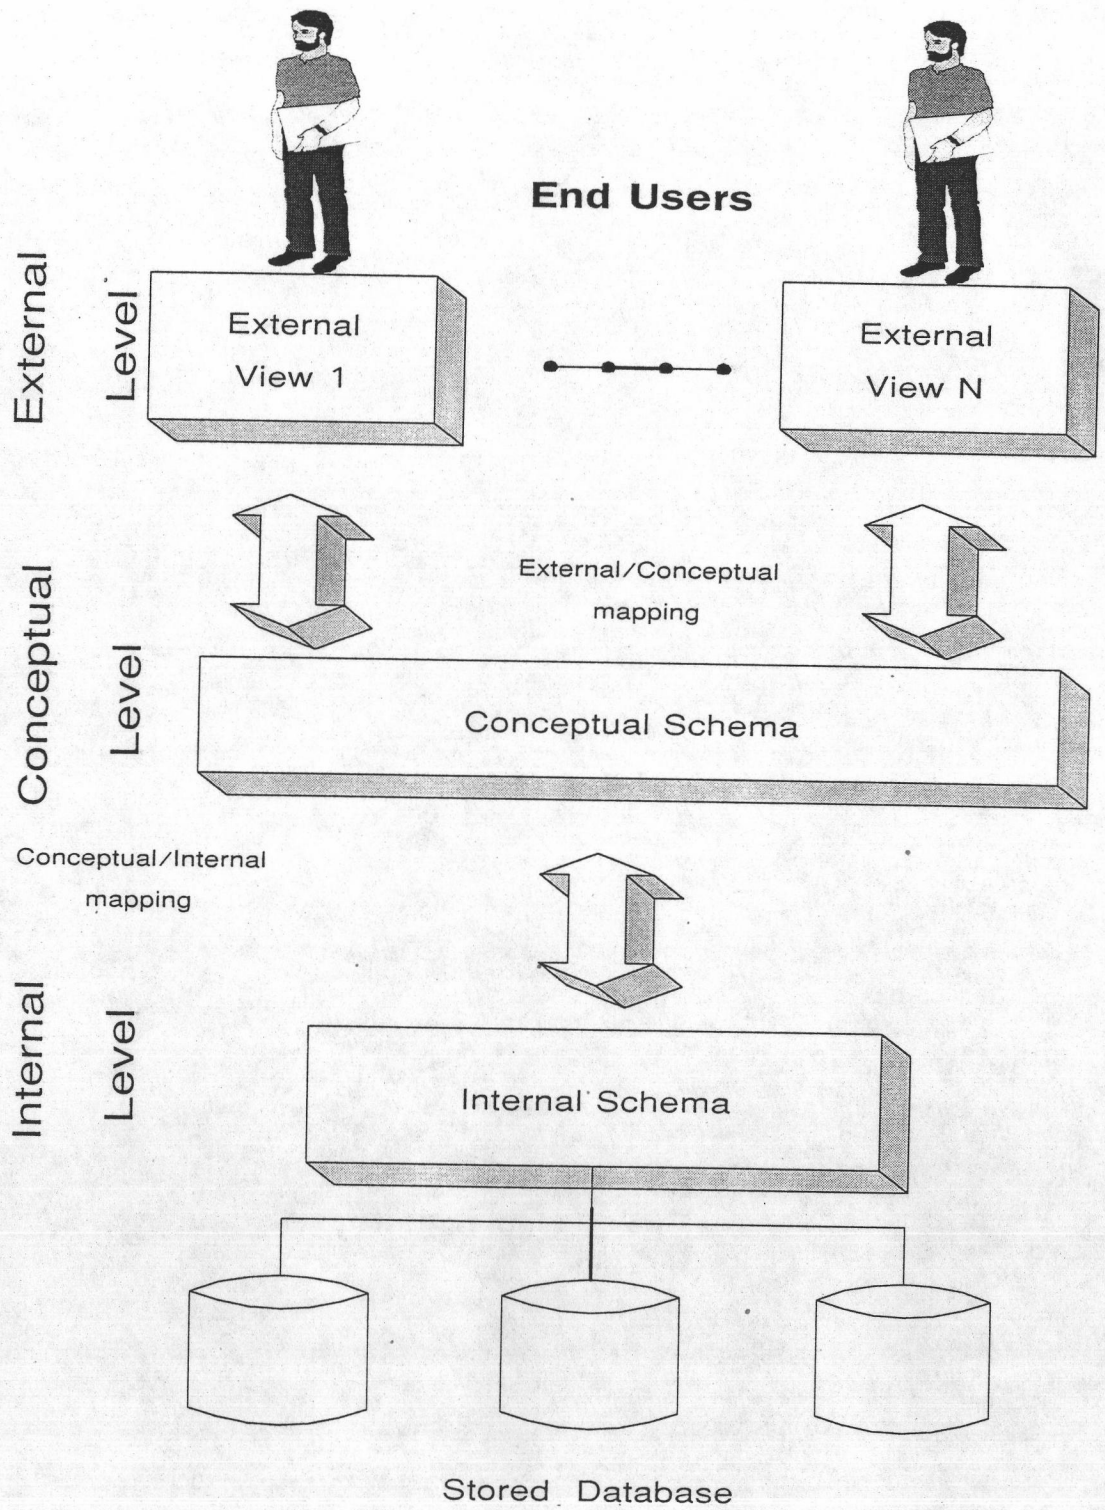 End Users
External
Level
External
View 1
External
View N
External/Conceptual
mapping
Conceptual
Level
Conceptual Schema
Conceptual/Internal
mapping
Internal
Level
Internal Schema
Stored Database